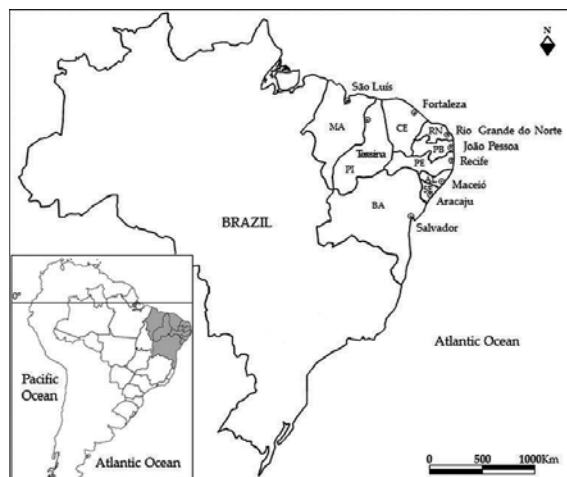 N
São Luís
Fortaleza
MA
CE
RN
Rio Grande do Norte
PB
João Pessoa
Teresina
PE
Recife
PI
AL
Maceió
SE
Aracaju
BA
BRAZIL
Salvador
0°
Atlantic Ocean
Pacific
Ocean
Atlantic Ocean
0 500 1000Km